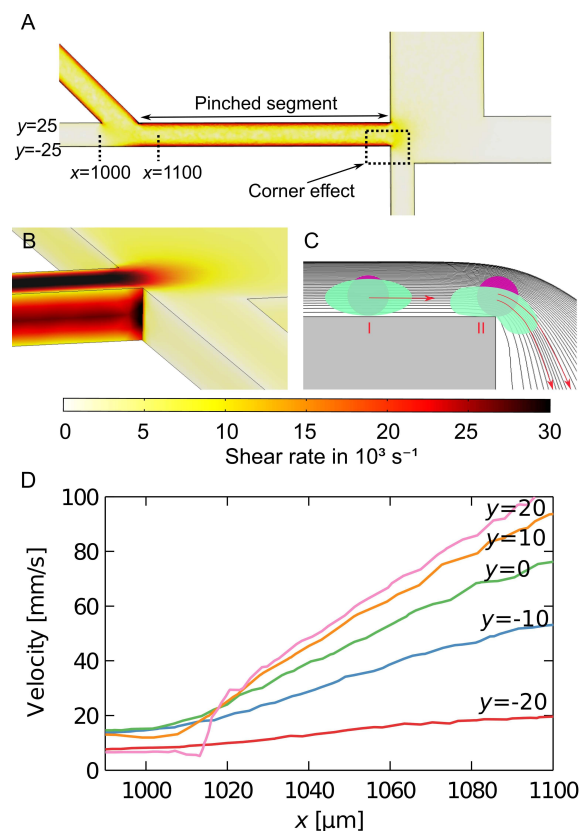 A
Pinched segment
y=25
y=-25
x=1000
x=1100
Corner effect
B
C
I
II
0 5 10 15 20 25 30
Shear rate in 10³ s⁻¹
D
Velocity [mm/s]
100
80
60
40
20
0
y=20
y=10
y=0
y=-10
y=-20
1000 1020 1040 1060 1080 1100
x [µm]